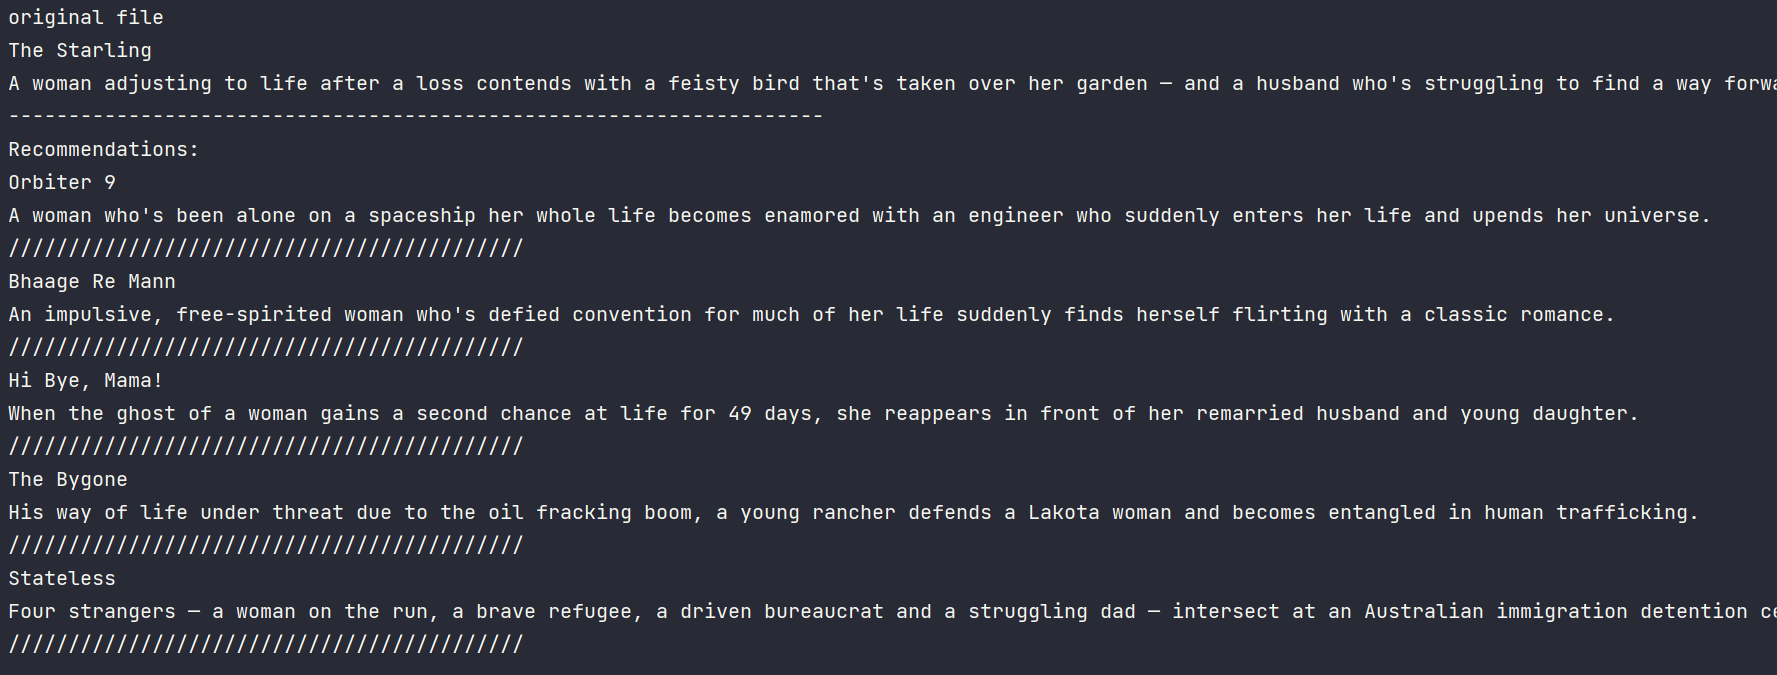 original file
The Starling
A woman adjusting to life after a loss contends with a feisty bird that's taken over her garden — and a husband who's struggling to find a way
--------------------------------------------------------------------
Recommendations:
Orbiter 9
A woman who's been alone on a spaceship her whole life becomes enamored with an engineer who suddenly enters her life and upends her universe.
///////////////////////////////////////////
Bhaage Re Mann
An impulsive, free-spirited woman who's defied convention for much of her life suddenly finds herself flirting with a classic romance.
///////////////////////////////////////////
Hi Bye, Mama!
When the ghost of a woman gains a second chance at life for 49 days, she reappears in front of her remarried husband and young daughter.
///////////////////////////////////////////
The Bygone
His way of life under threat due to the oil fracking boom, a young rancher defends a Lakota woman and becomes entangled in human trafficking.
///////////////////////////////////////////
Stateless
Four strangers — a woman on the run, a brave refugee, a driven bureaucrat and a struggling dad — intersect at an Australian immigration detention
///////////////////////////////////////////